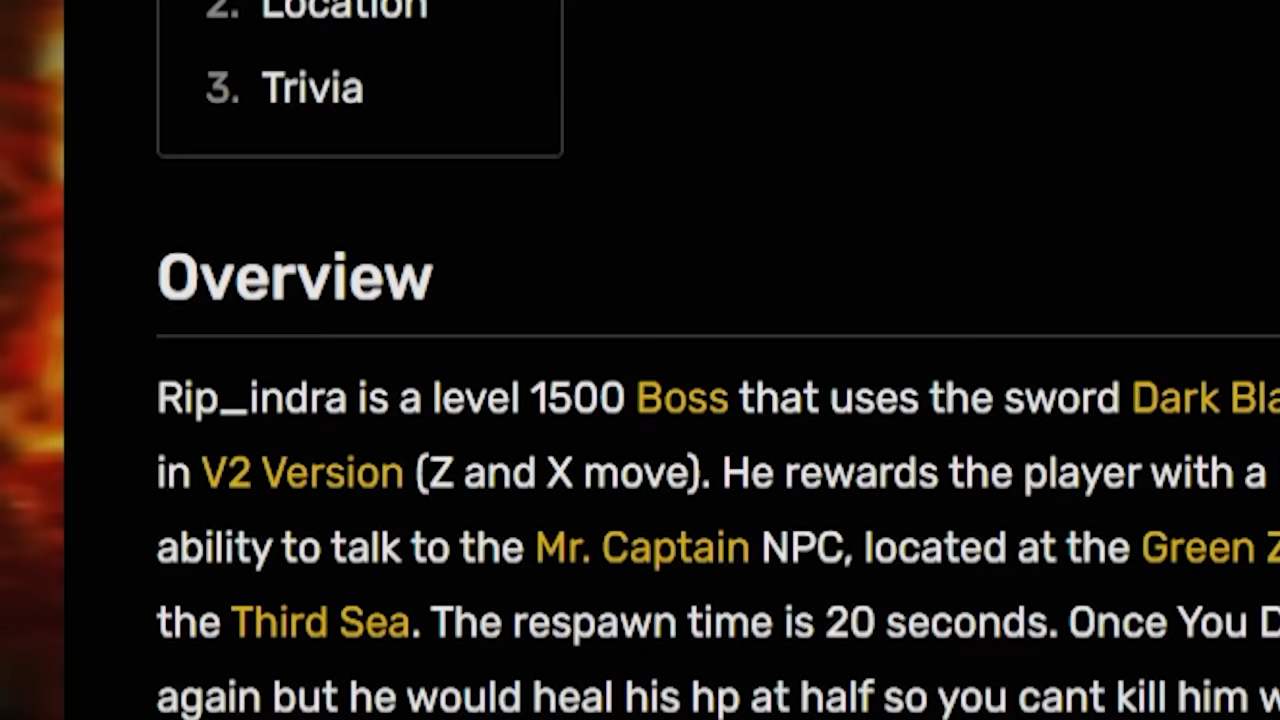 2. Location
3. Trivia
Overview
Rip_indra is a level 1500 Boss that uses the sword Dark
in V2 Version (Z and X move). He rewards the player with a
ability to talk to the Mr. Captain NPC, located at the Green
the Third Sea. The respawn time is 20 seconds. Once You
again but he would heal his hp at half so you cant kill him